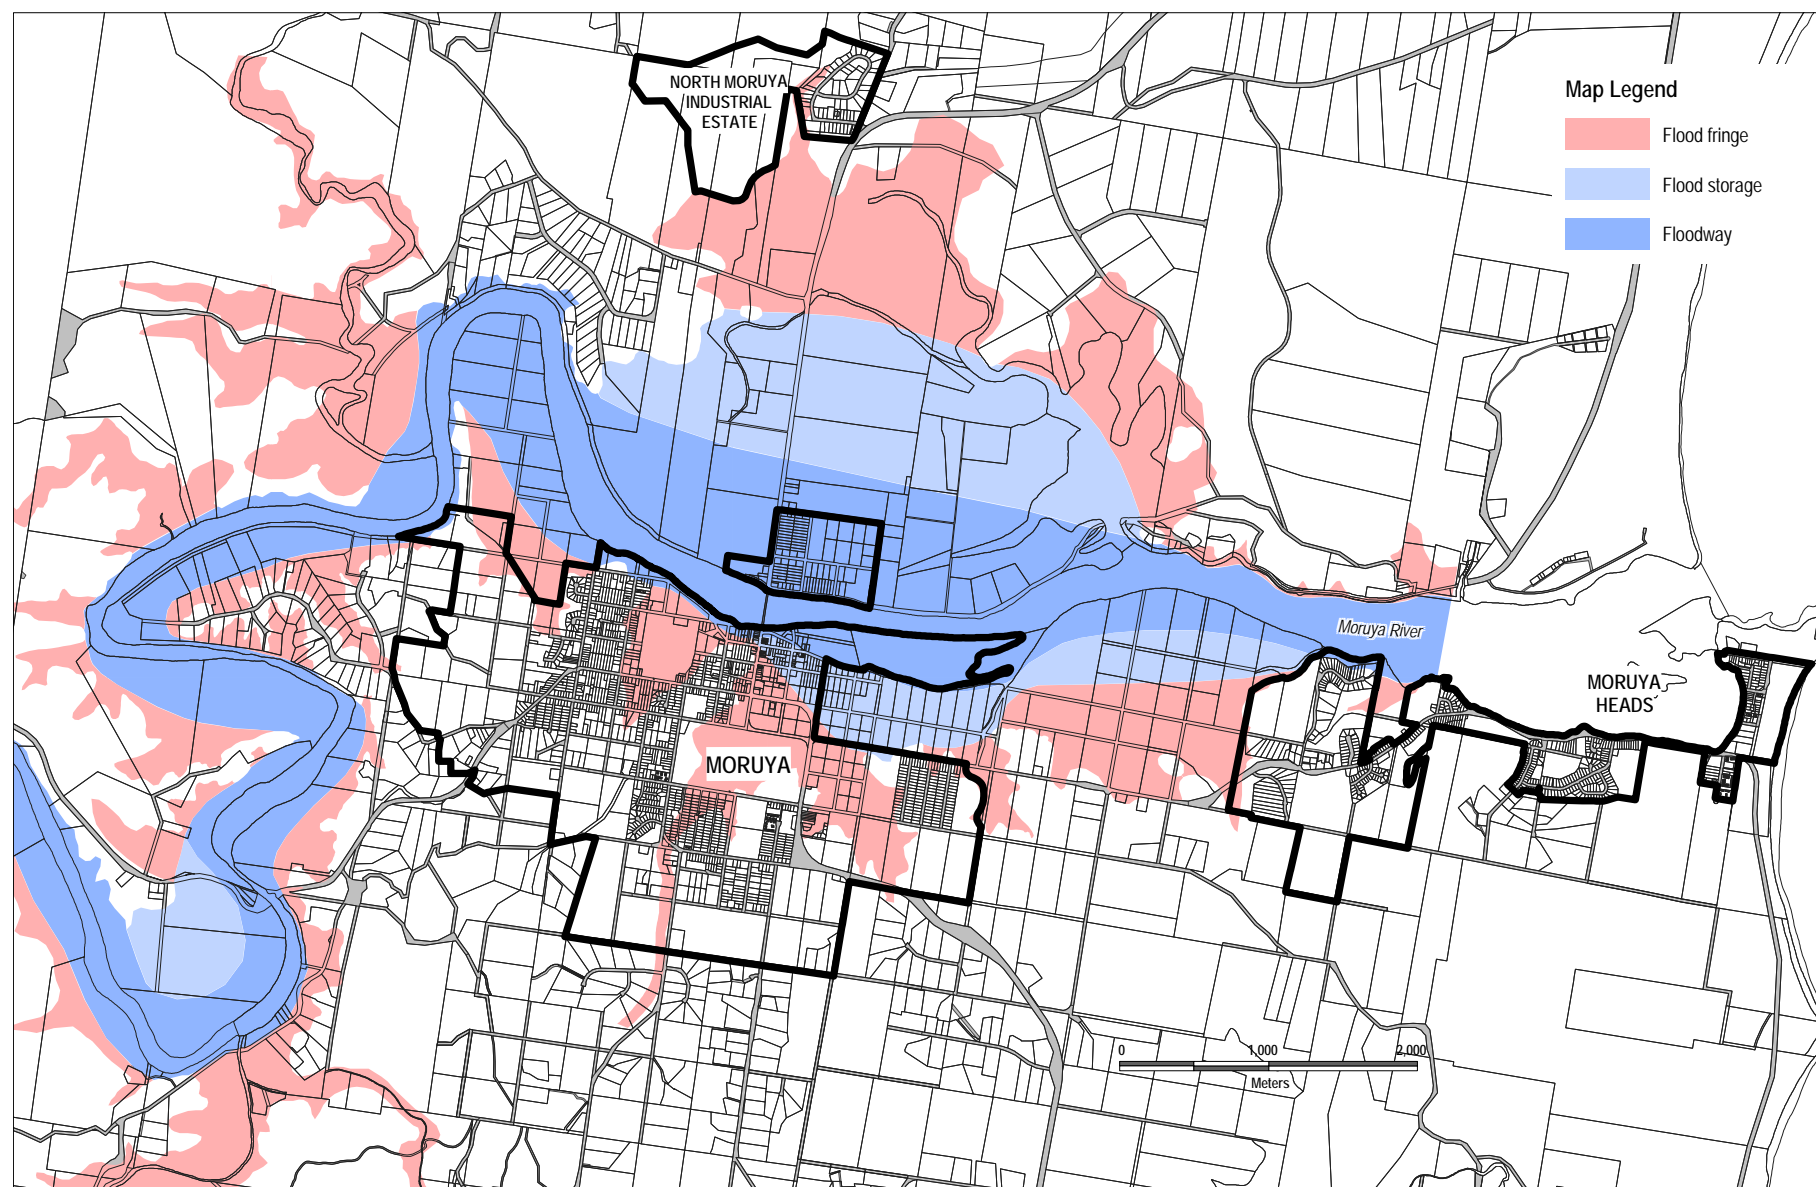 NORTH MORUYA
INDUSTRIAL
ESTATE
Map Legend
Flood fringe
Flood storage
Floodway
Moruya River
MORUYA
HEADS
MORUYA
0 1,000 2,000
Meters